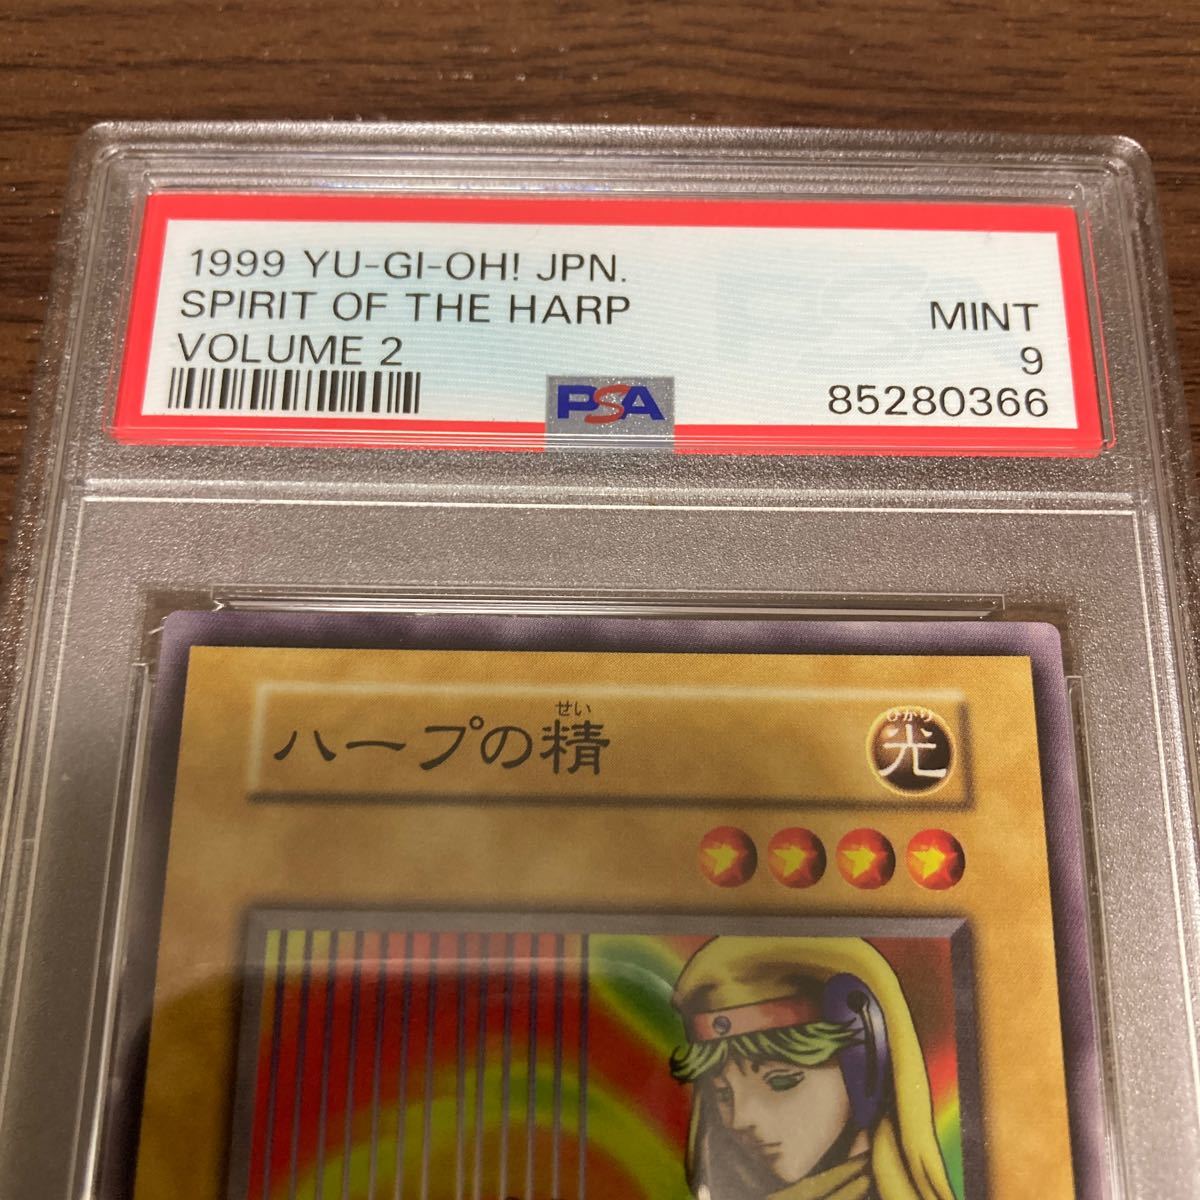 1999 YU-GI-OH! JPN.
SPIRIT OF THE HARP
VOLUME 2
MINT
9
PSA
85280366
せい
ハープの精
ひかり
光